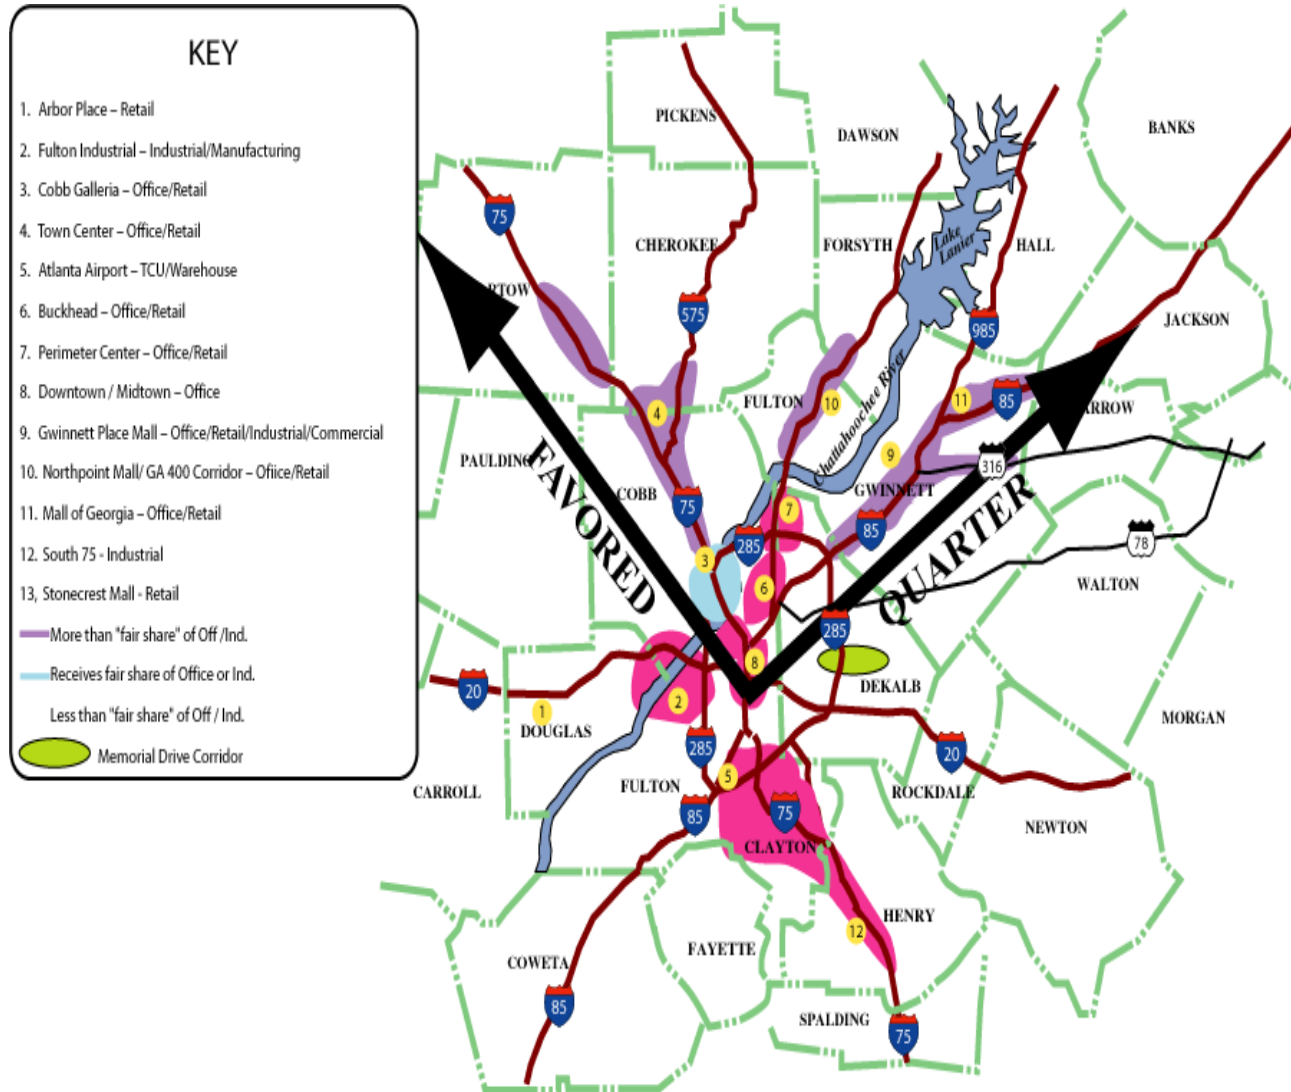 KEY
1. Arbor Place – Retail
2. Fulton Industrial – Industrial/Manufacturing
3. Cobb Galleria – Office/Retail
4. Town Center – Office/Retail
5. Atlanta Airport – TCU/Warehouse
6. Buckhead – Office/Retail
7. Perimeter Center – Office/Retail
8. Downtown / Midtown – Office
9. Gwinnett Place Mall – Office/Retail/Industrial/Commercial
10. Northpoint Mall/ GA 400 Corridor – Ofiice/Retail
11. Mall of Georgia – Office/Retail
12. South 75 - Industrial
13, Stonecrest Mall - Retail
More than "fair share" of Off /Ind.
Receives fair share of Office or Ind.
Less than "fair share" of Off / Ind.
Memorial Drive Corridor
PICKENS
DAWSON
BANKS
75
CHEROKEE
FORSYTH
Lake
Lanier
HALL
RTOW
575
985
JACKSON
4
FULTON
10
Chattahoochee River
11
85
RROW
PAULDING
FAVORED
COBB
9
316
GWINNETT
75
7
85
QUARTER
78
3
285
6
WALTON
285
8
DEKALB
20
1
2
DOUGLAS
MORGAN
285
20
CARROLL
FULTON
5
ROCKDALE
85
75
NEWTON
CLAYTON
HENRY
12
COWETA
FAYETTE
85
SPALDING
75